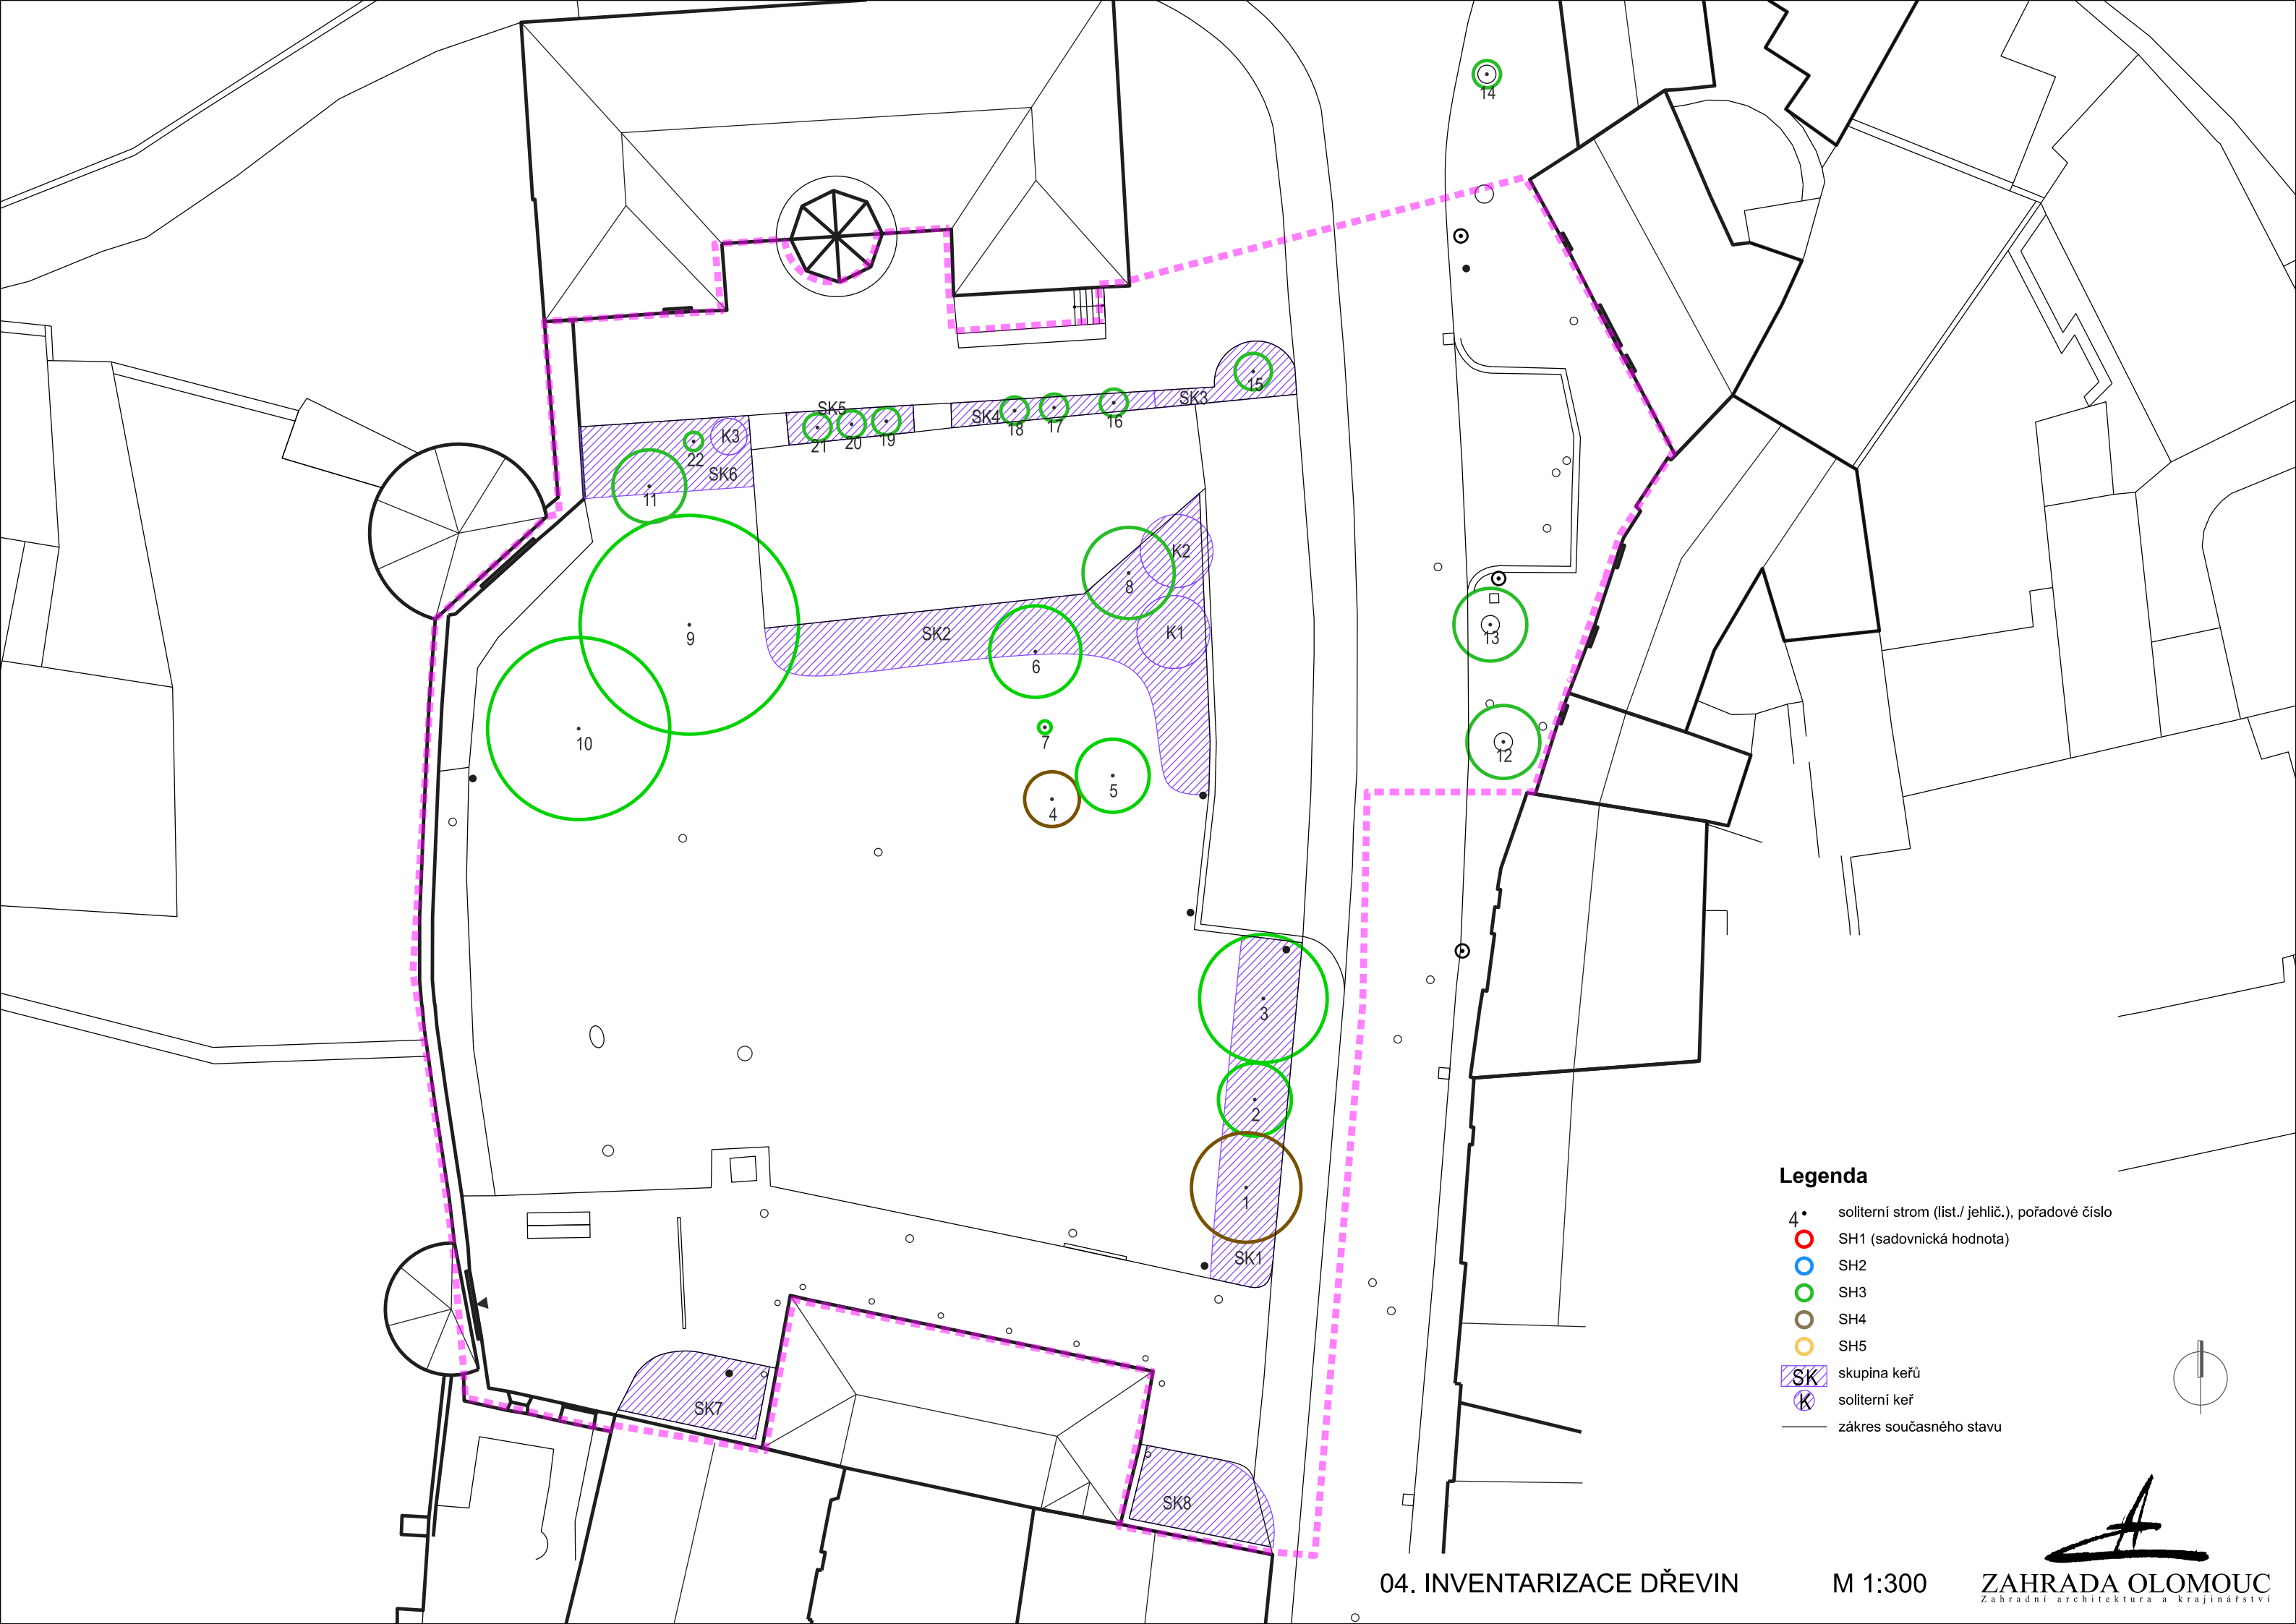 14
15
SK3
16
17
18
SK4
SK5
19
20
21
K3
22
SK6
11
K2
8
9
SK2
K1
6
13
10
7
12
5
4
3
2
1
SK1
SK7
SK8
Legenda
4 soliterní strom (list./ jehlič.), pořadové číslo
SH1 (sadovnická hodnota)
SH2
SH3
SH4
SH5
SK skupina keřů
K soliterní keř
zákres současného stavu
04. INVENTARIZACE DŘEVIN M 1:300
ZAHRADA OLOMOUC
Zahradní architektura a krajinářství